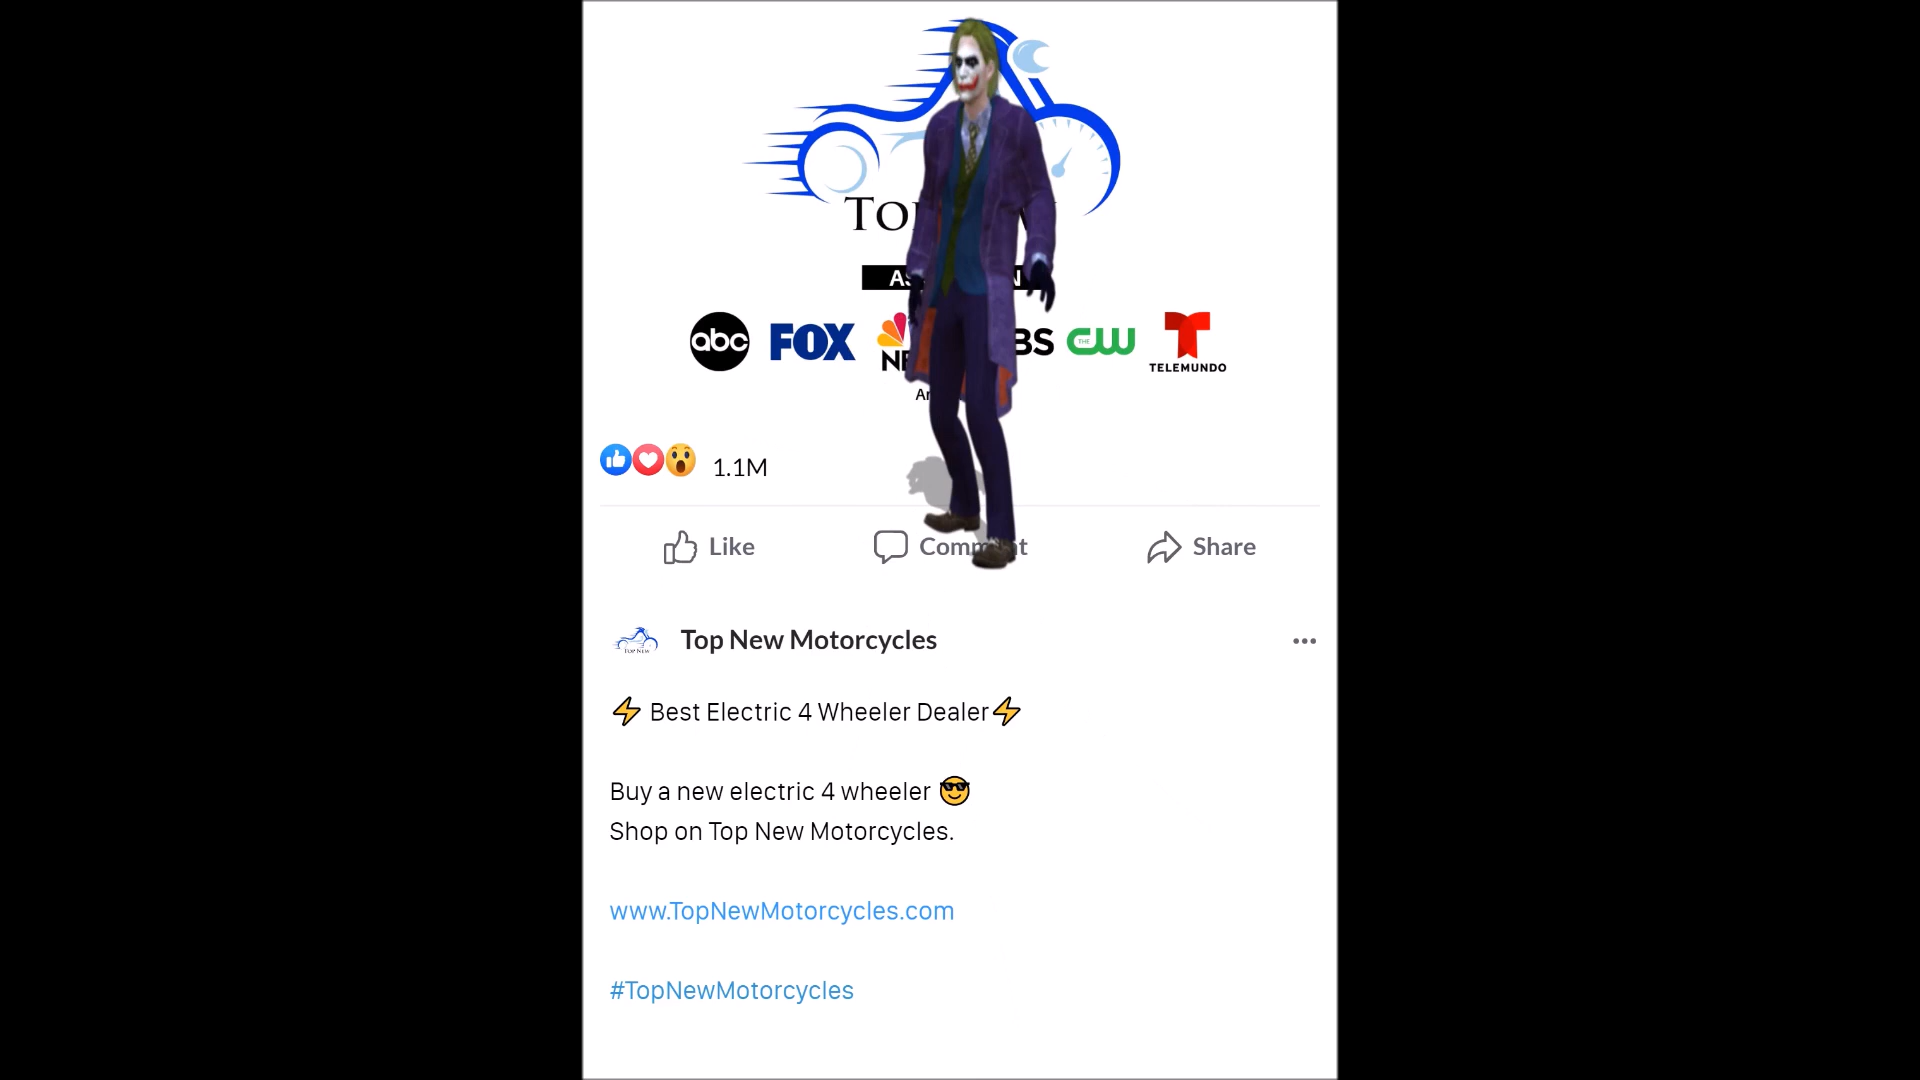 abc
FOX
THE
CW
TELEMUNDO
1.1M
Like
Share
Top New Motorcycles
⚡ Best Electric 4 Wheeler Dealer⚡
Buy a new electric 4 wheeler 😎
Shop on Top New Motorcycles.
www.TopNewMotorcycles.com
#TopNewMotorcycles